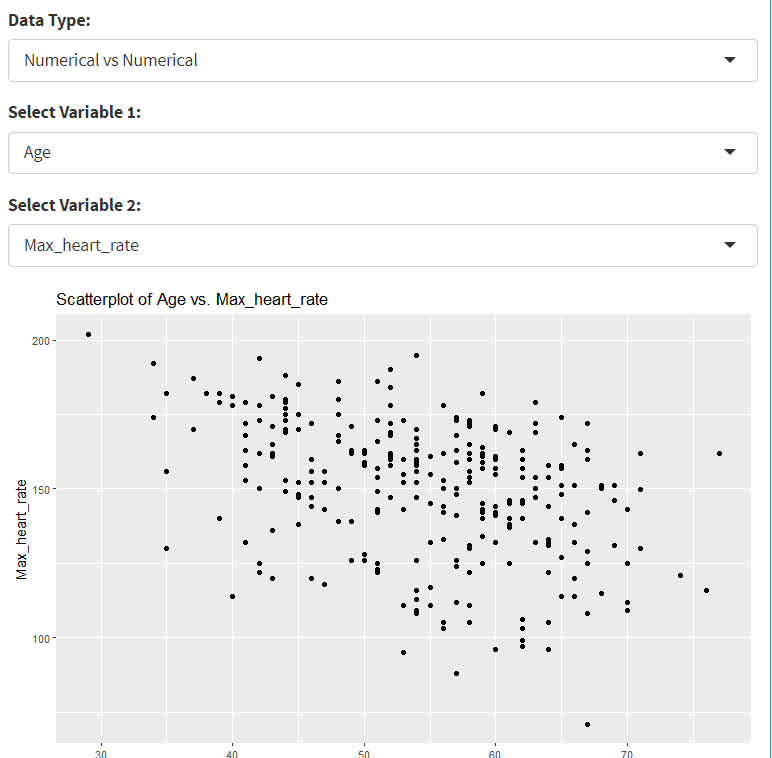 Data Type:
Numerical vs Numerical
Select Variable 1:
Age
Select Variable 2:
Max_heart_rate
Scatterplot of Age vs. Max_heart_rate
200
150
100
Max_heart_rate
30 40 50 60 70